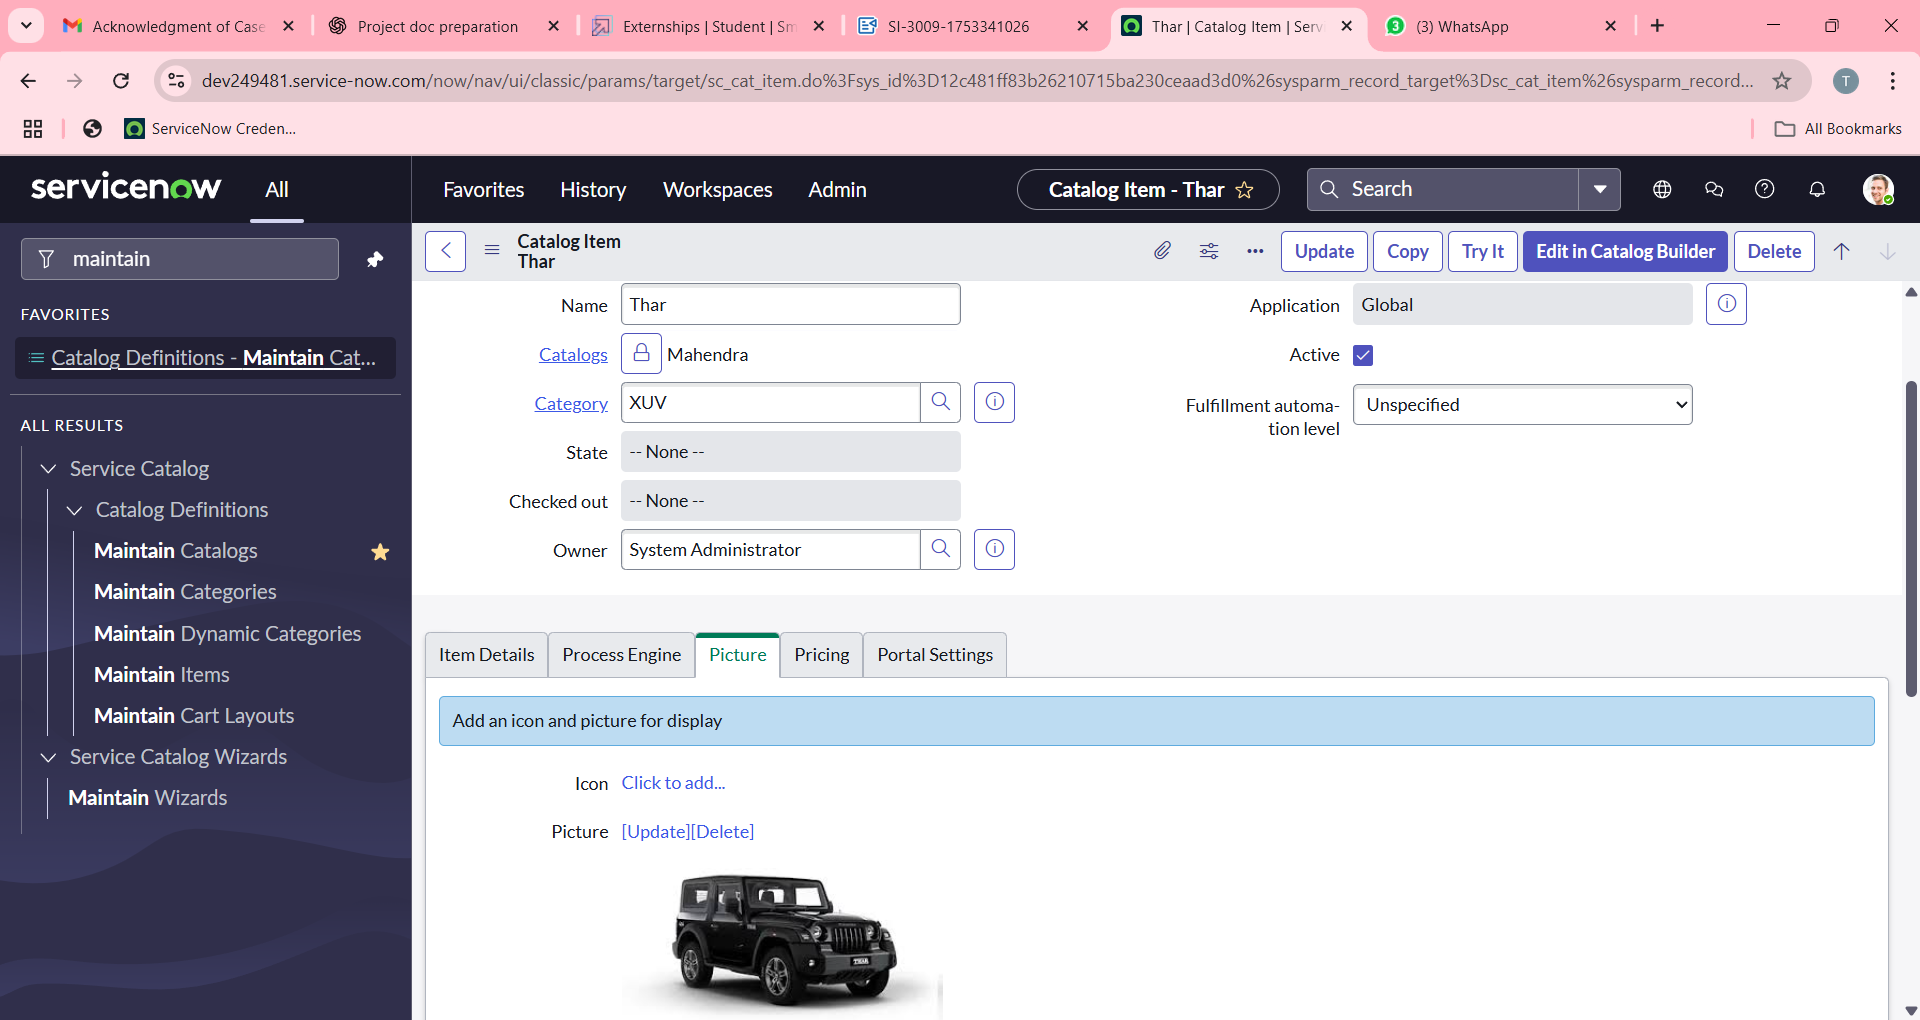 Acknowledgment of Case
Project doc preparation
Externships | Student | Sm
SI-3009-1753341026
Thar | Catalog Item | Serv
3
(3) WhatsApp
dev249481.service-now.com/now/nav/ui/classic/params/target/sc_cat_item.do%3Fsys_id%3D12c481ff83b26210715ba230ceaad3d0%26sysparm_record_target%3Dsc_cat_item%26sysparm_record...
T
ServiceNow Creden...
All Bookmarks
servicenow
All
Favorites
History
Workspaces
Admin
Catalog Item - Thar
Search
maintain
Catalog Item
Thar
Update
Copy
Try It
Edit in Catalog Builder
Delete
FAVORITES
Catalog Definitions - Maintain Cat...
ALL RESULTS
Service Catalog
Catalog Definitions
Maintain Catalogs
Maintain Categories
Maintain Dynamic Categories
Maintain Items
Maintain Cart Layouts
Service Catalog Wizards
Maintain Wizards
Name
Thar
Catalogs
Mahendra
Category
XUV
State
-- None --
Checked out
-- None --
Owner
System Administrator
Application
Global
Active
Fulfillment automa-
tion level
Unspecified
Item Details
Process Engine
Picture
Pricing
Portal Settings
Add an icon and picture for display
Icon
Click to add...
Picture
[Update][Delete]
THAR